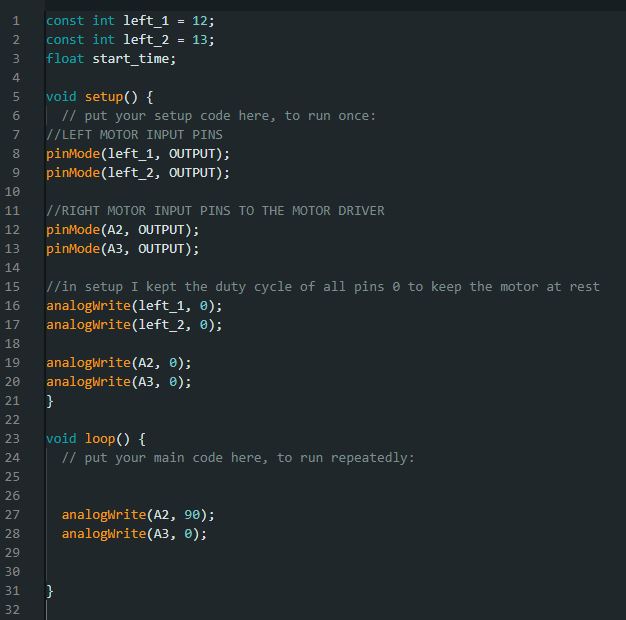 1 const int left_1 = 12;
2 const int left_2 = 13;
3 float start_time;
4
5 void setup() {
6   // put your setup code here, to run once:
7 //LEFT MOTOR INPUT PINS
8 pinMode(left_1, OUTPUT);
9 pinMode(left_2, OUTPUT);
10
11 //RIGHT MOTOR INPUT PINS TO THE MOTOR DRIVER
12 pinMode(A2, OUTPUT);
13 pinMode(A3, OUTPUT);
14
15 //in setup I kept the duty cycle of all pins 0 to keep the motor at rest
16 analogWrite(left_1, 0);
17 analogWrite(left_2, 0);
18
19 analogWrite(A2, 0);
20 analogWrite(A3, 0);
21 }
22
23 void loop() {
24   // put your main code here, to run repeatedly:
25
26
27   analogWrite(A2, 90);
28   analogWrite(A3, 0);
29
30
31 }
32